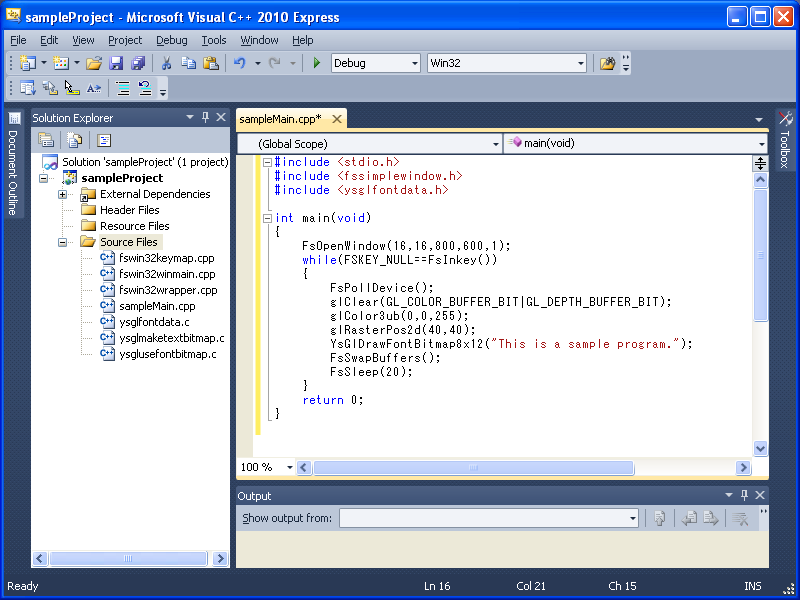 sampleProject - Microsoft Visual C++ 2010 Express
File Edit View Project Debug Tools Window Help
Debug Win32
Document Outline
Solution Explorer
Solution 'sampleProject' (1 project)
sampleProject
External Dependencies
Header Files
Resource Files
Source Files
fswin32keymap.cpp
fswin32winmain.cpp
fswin32wrapper.cpp
sampleMain.cpp
ysglfontdata.c
ysglmaketextbitmap.c
ysglusefontbitmap.c
sampleMain.cpp*
(Global Scope) main(void)
#include <stdio.h>
#include <fssimplewindow.h>
#include <ysglfontdata.h>
int main(void)
{
FsOpenWindow(16,16,800,600,1);
while(FSKEY_NULL==FsInkey())
{
FsPollDevice();
glClear(GL_COLOR_BUFFER_BIT|GL_DEPTH_BUFFER_BIT);
glColor3ub(0,0,255);
glRasterPos2d(40,40);
YsGlDrawFontBitmap8x12("This is a sample program.");
FsSwapBuffers();
FsSleep(20);
}
return 0;
}
100 %
Toolbox
Output
Show output from:
Ready Ln 16 Col 21 Ch 15 INS